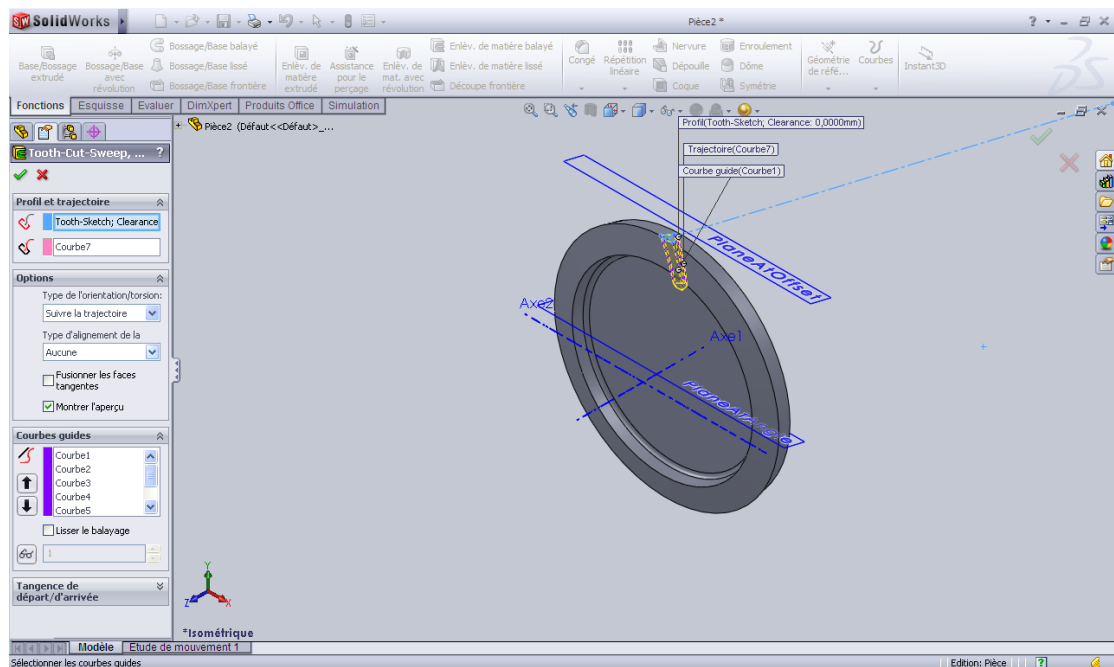 SolidWorks
Pièce2 *
Base/Bossage extrudé
Bossage/Base avec révolution
Bossage/Base balayé
Bossage/Base lissé
Bossage/Base frontière
Enlèv. de matière extrudé
Assistance pour le perçage
Enlèv. de mat. avec révolution
Enlèv. de matière balayé
Enlèv. de matière lissé
Découpe frontière
Congé
Répétition linéaire
Nervure
Dépouille
Coque
Enroulement
Dôme
Symétrie
Géométrie de réfé...
Courbes
Instant3D
Fonctions
Esquisse
Evaluer
DimXpert
Produits Office
Simulation
Pièce2 (Défaut<<Défaut>_...
Tooth-Cut-Sweep, ... ?
Profil et trajectoire
Tooth-Sketch; Clearance
Courbe7
Options
Type de l'orientation/torsion:
Suivre la trajectoire
Type d'alignement de la
Aucune
Fusionner les faces
tangentes
Montrer l'aperçu
Courbes guides
Courbe1
Courbe2
Courbe3
Courbe4
Courbe5
Lisser le balayage
1
Tangence de
départ/d'arrivée
Profil(Tooth-Sketch; Clearance: 0,0000mm)
Trajectoire(Courbe7)
Courbe guide(Courbe1)
PlaneAtOffset
Axe2
Axe1
PlaneAtAngle
Y
Z
X
*Isométrique
Modèle
Etude de mouvement 1
Sélectionner les courbes guides
Edition: Pièce